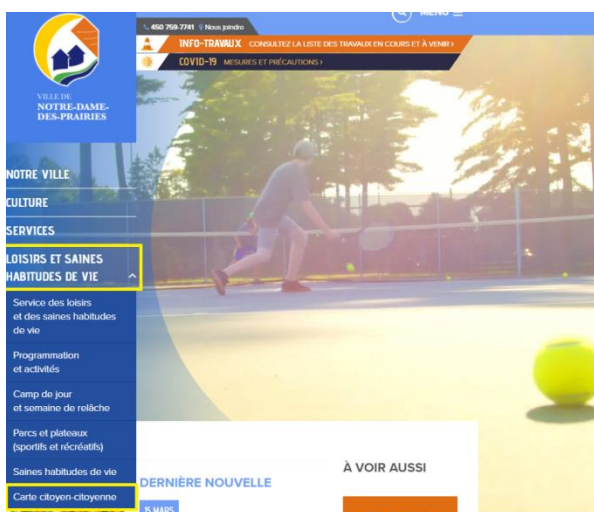 450 759-7741 Nous joindre
MENU
INFO-TRAVAUX CONSULTEZ LA LISTE DES TRAVAUX EN COURS ET À VENIR >
COVID-19 MESURES ET PRÉCAUTIONS >
VILLE DE
NOTRE-DAME-
DES-PRAIRIES
NOTRE VILLE
CULTURE
SERVICES
LOISIRS ET SAINES
HABITUDES DE VIE
Service des loisirs
et des saines habitudes
de vie
Programmation
et activités
Camp de jour
et semaine de relâche
Parcs et plateaux
(sportifs et récréatifs)
Saines habitudes de vie
Carte citoyen-citoyenne
DERNIÈRE NOUVELLE
15 MARS
À VOIR AUSSI